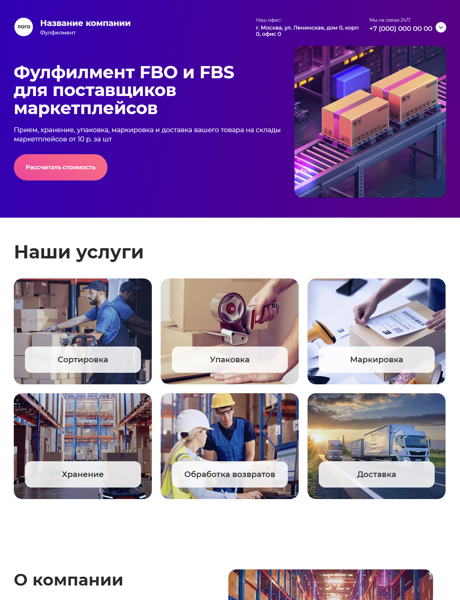 лого
Название компании
Фулфилмент
Наш офис:
г. Москва, ул. Ленинская, дом 0, корп
0, офис 0
Мы на связи 24/7
+7 (000) 000 00 00
Фулфилмент FBO и FBS
для поставщиков
маркетплейсов
Прием, хранение, упаковка, маркировка и доставка вашего товара на склады
маркетплейсов от 10 р. за шт
Рассчитать стоимость
Наши услуги
Сортировка
Упаковка
Маркировка
Хранение
Обработка возвратов
Доставка
О компании